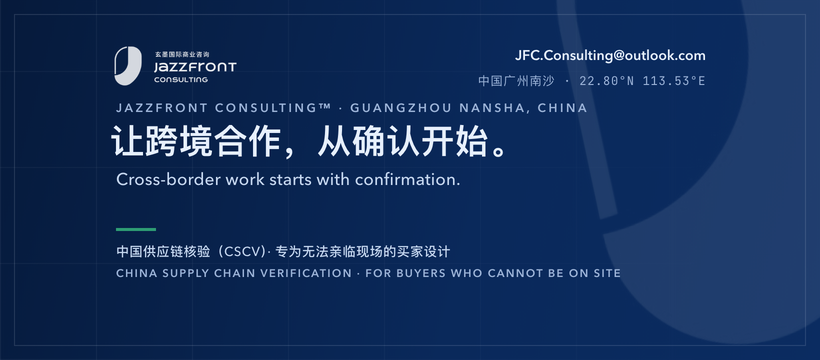 玄墨国际商业咨询
Jazzfront
CONSULTING
JFC.Consulting@outlook.com
中国广州南沙 · 22.80°N 113.53°E
JAZZFRONT CONSULTING™ · GUANGZHOU NANSHA, CHINA
让跨境合作，从确认开始。
Cross-border work starts with confirmation.
中国供应链核验（CSCV）· 专为无法亲临现场的买家设计
CHINA SUPPLY CHAIN VERIFICATION · FOR BUYERS WHO CANNOT BE ON SITE